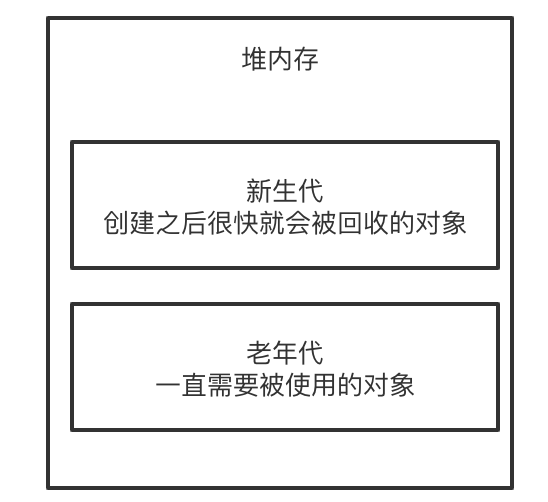 堆内存
新生代
创建之后很快就会被回收的对象
老年代
一直需要被使用的对象